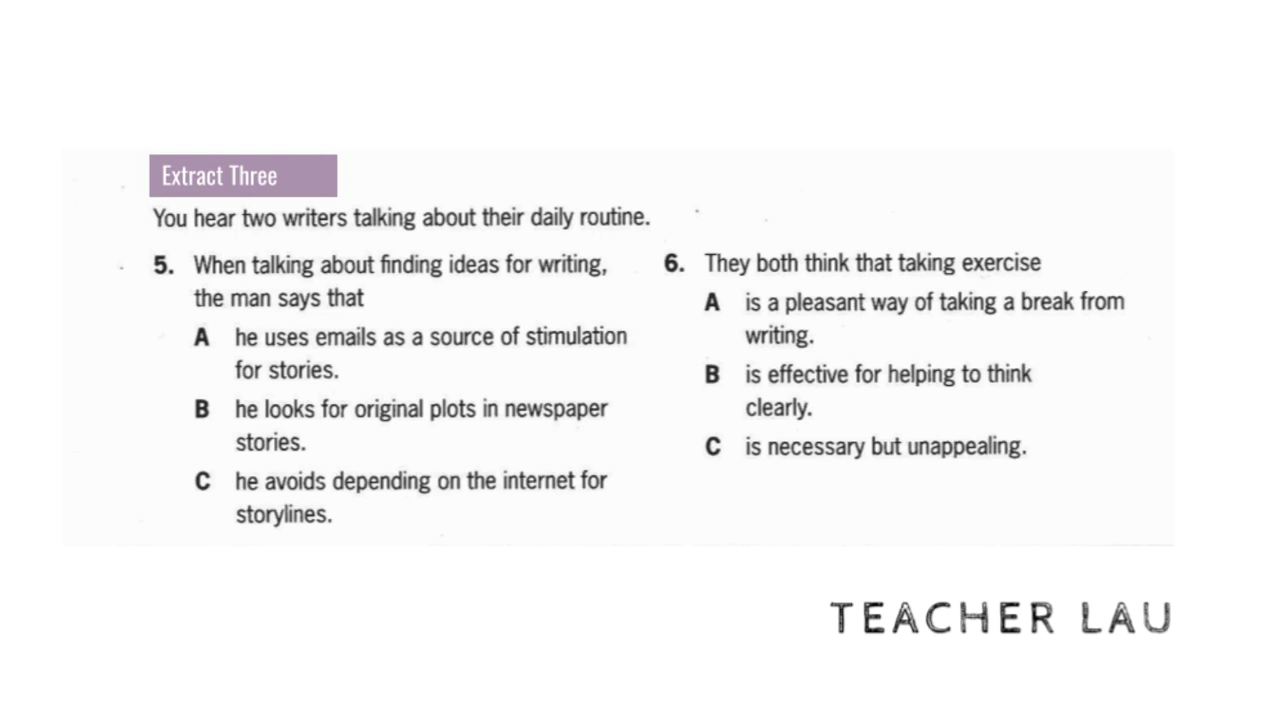 Extract Three
You hear two writers talking about their daily routine.
5. When talking about finding ideas for writing,
the man says that
A he uses emails as a source of stimulation
for stories.
B he looks for original plots in newspaper
stories.
C he avoids depending on the internet for
storylines.
6. They both think that taking exercise
A is a pleasant way of taking a break from
writing.
B is effective for helping to think
clearly.
C is necessary but unappealing.
TEACHER LAU